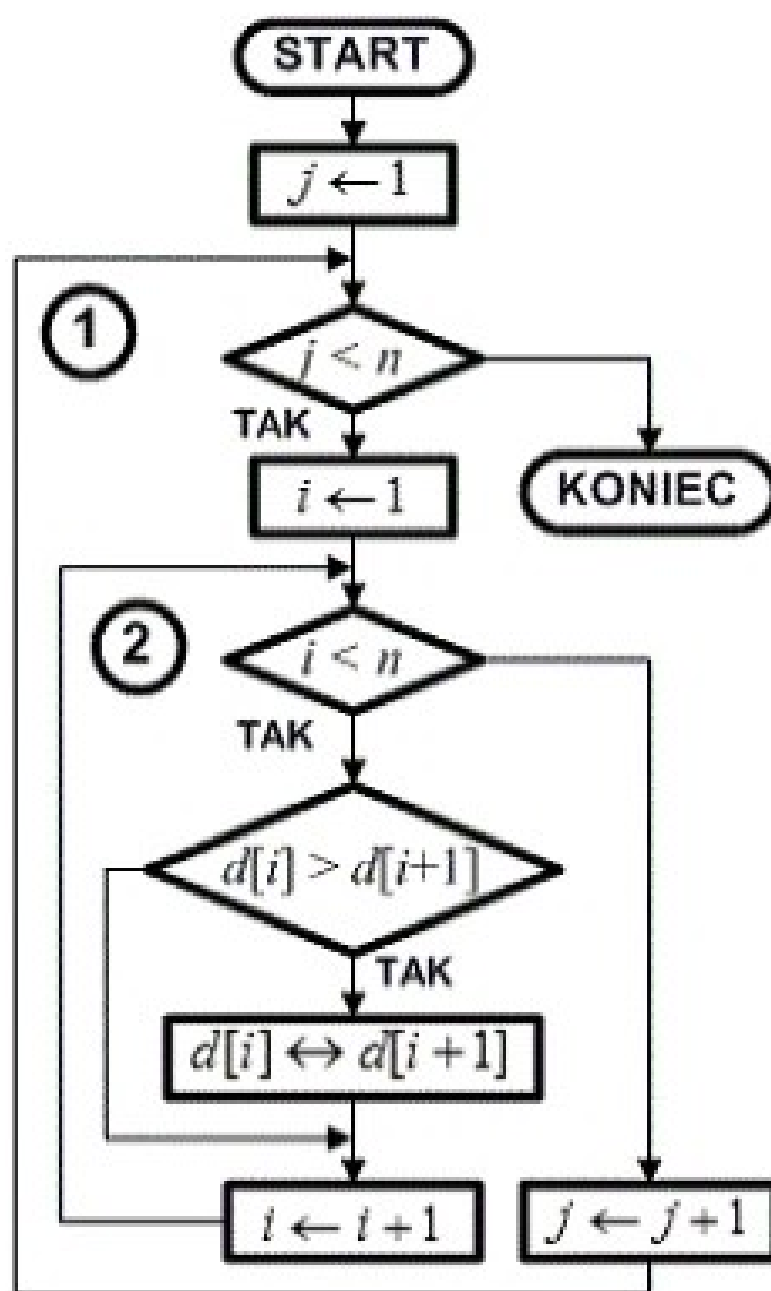 START
j ← 1
1
j < n
TAK
i ← 1
KONIEC
2
i < n
TAK
d[i] > d[i+1]
TAK
d[i] ↔ d[i + 1]
i ← i + 1
j ← j + 1